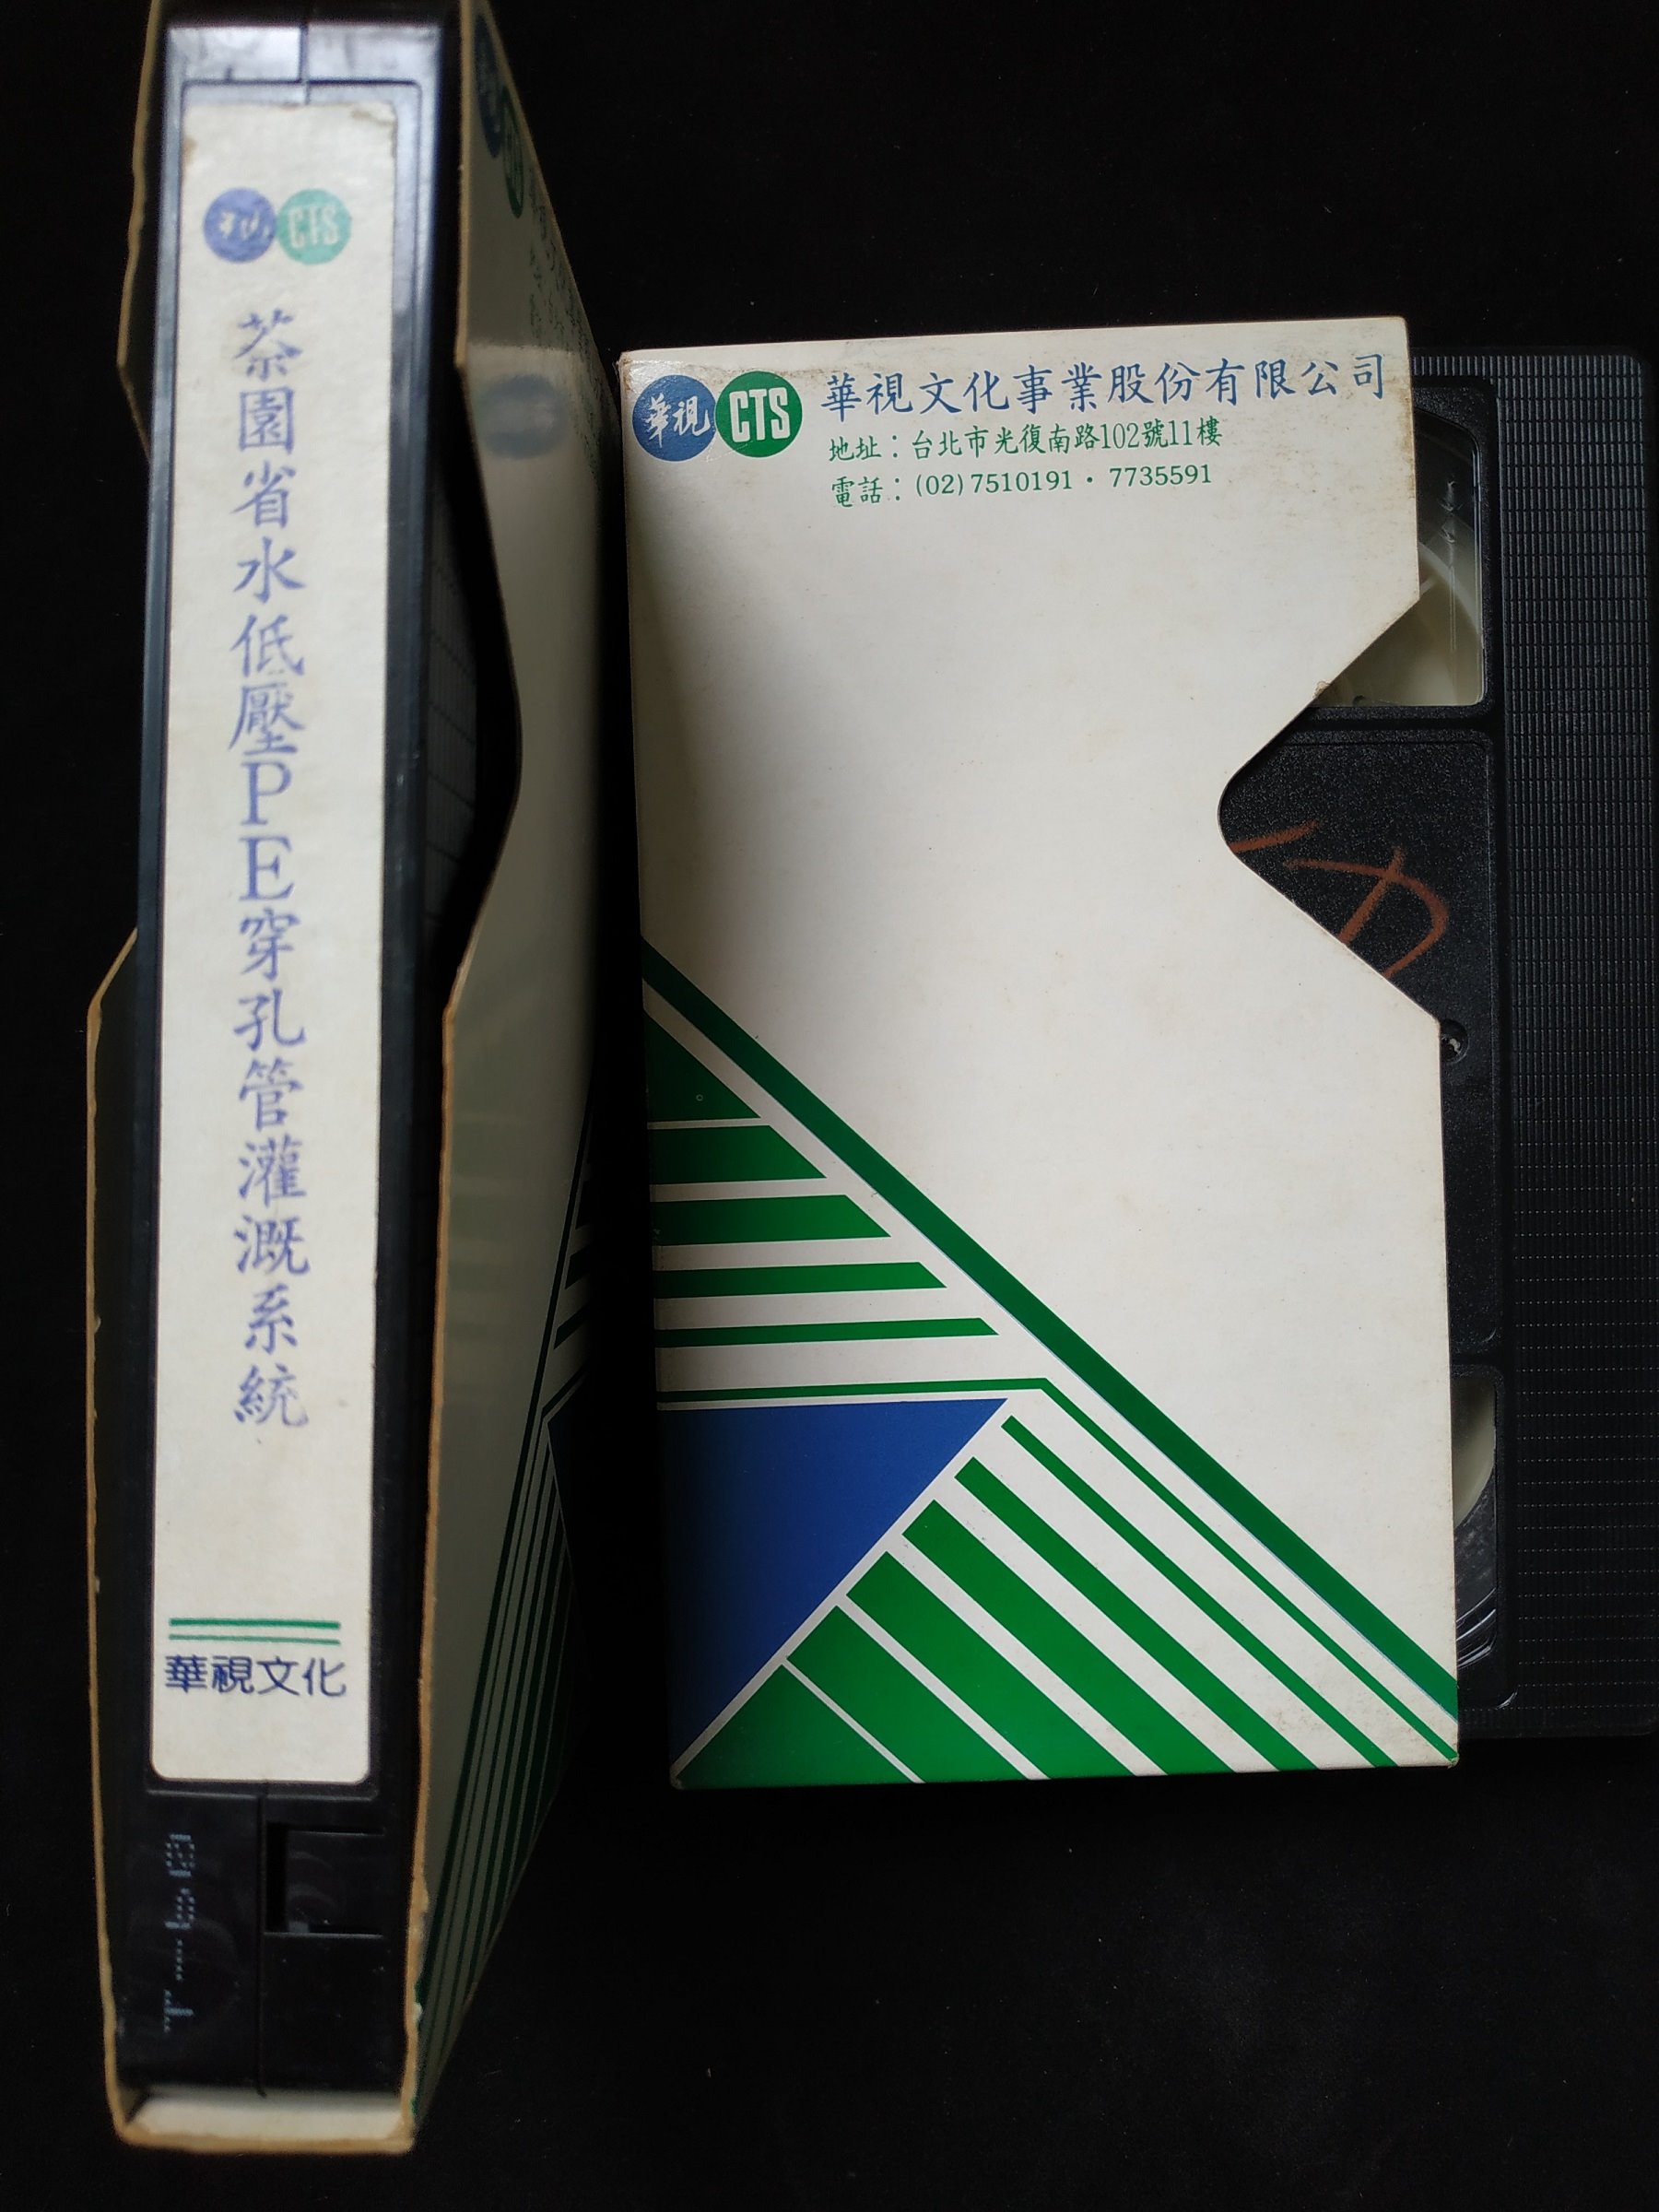 CTS
茶園省水低壓PE穿孔管灌溉系統
華視文化
華視 CTS
華視文化事業股份有限公司
地址：台北市光復南路102號11樓
電話：(02)7510191・7735591